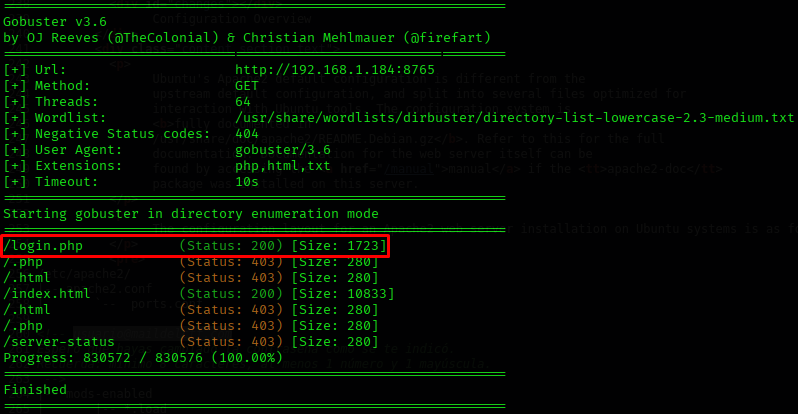 ===============================================================
Gobuster v3.6
by OJ Reeves (@TheColonial) & Christian Mehlmauer (@firefart)
===============================================================
[+] Url: http://192.168.1.184:8765
[+] Method: GET
[+] Threads: 64
[+] Wordlist: /usr/share/wordlists/dirbuster/directory-list-lowercase-2.3-medium.txt
[+] Negative Status codes: 404
[+] User Agent: gobuster/3.6
[+] Extensions: php,html,txt
[+] Timeout: 10s
===============================================================
Starting gobuster in directory enumeration mode
===============================================================
/login.php (Status: 200) [Size: 1723]
/.php (Status: 403) [Size: 280]
/.html (Status: 403) [Size: 280]
/index.html (Status: 200) [Size: 10833]
/.html (Status: 403) [Size: 280]
/.php (Status: 403) [Size: 280]
/server-status (Status: 403) [Size: 280]
Progress: 830572 / 830576 (100.00%)
===============================================================
Finished
===============================================================